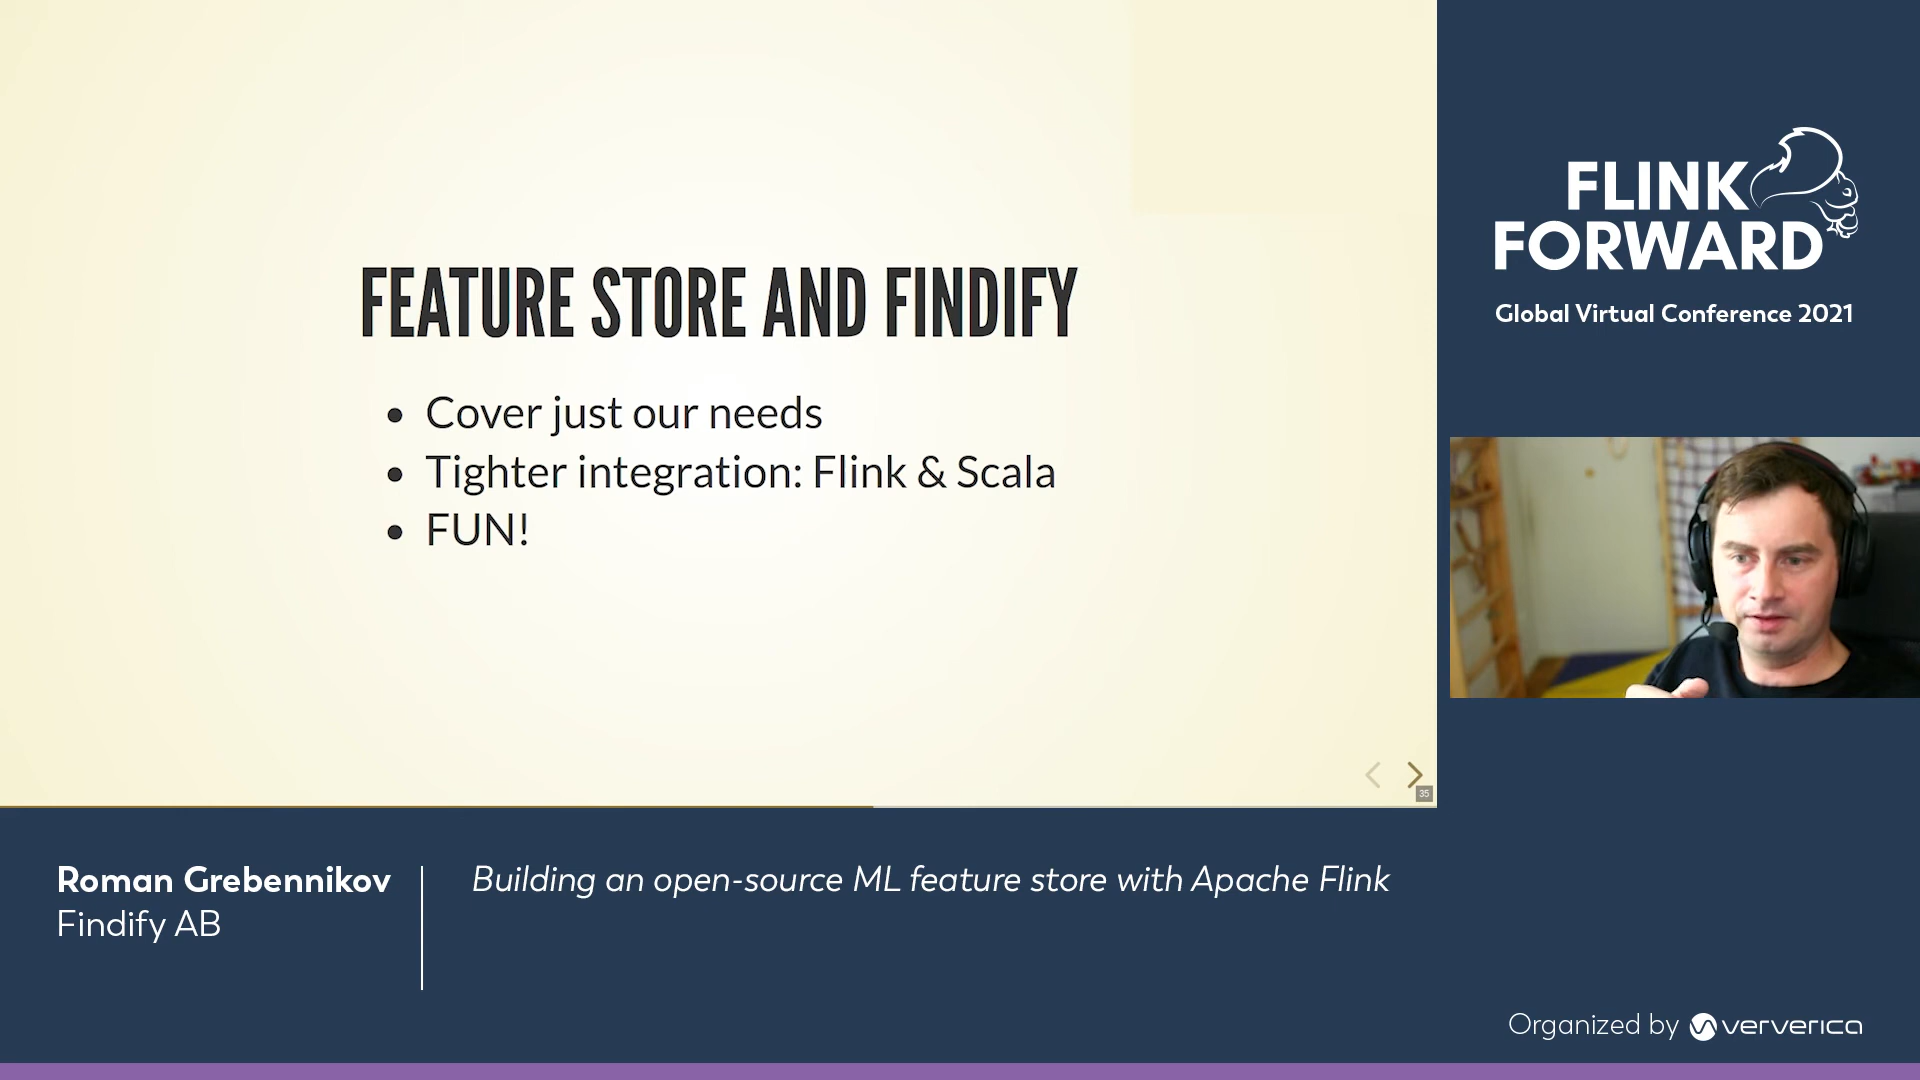 FEATURE STORE AND FINDIFY
Cover just our needs
Tighter integration: Flink & Scala
FUN!
35
FLINK
FORWARD
Global Virtual Conference 2021
Roman Grebennikov
Findify AB
Building an open-source ML feature store with Apache Flink
Organized by ververica